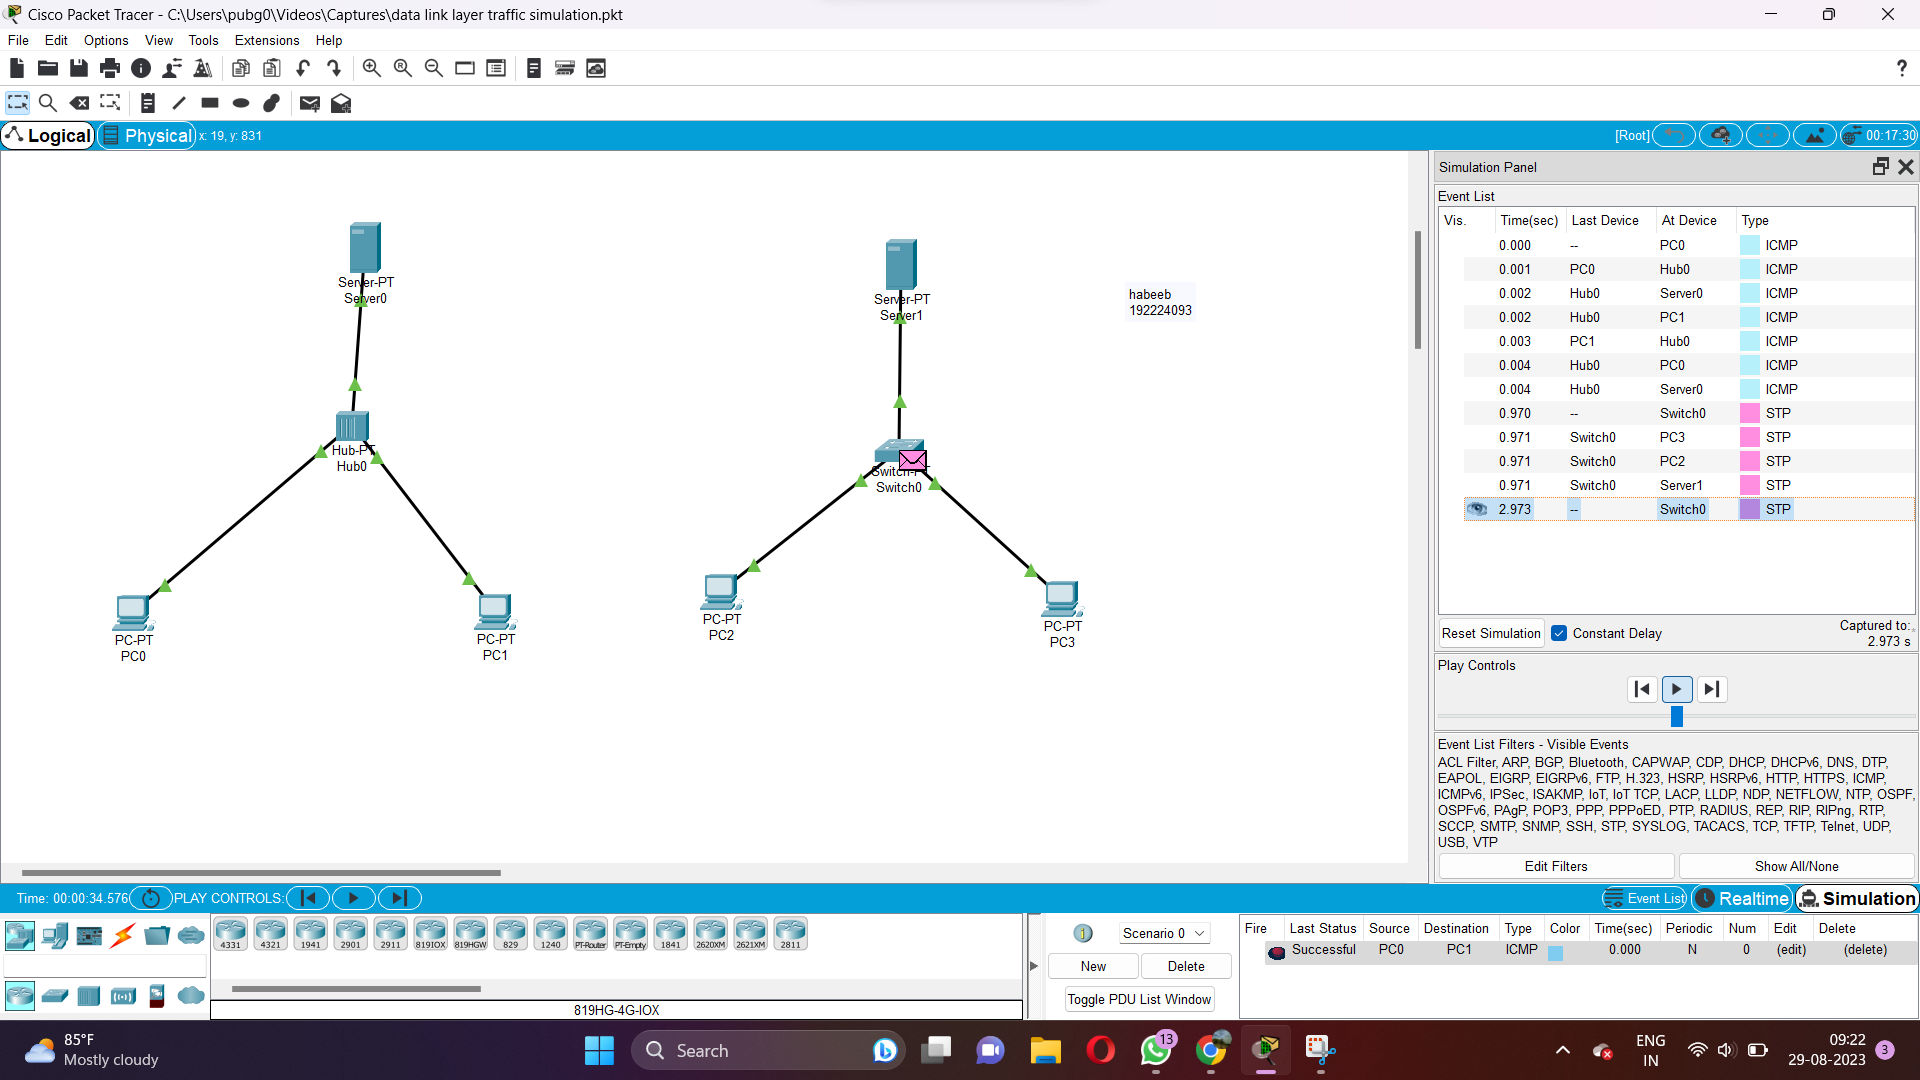 Cisco Packet Tracer - C:\Users\pubg0\Videos\Captures\data link layer traffic simulation.pkt
File Edit Options View Tools Extensions Help
Logical Physical x: 19, y: 831
[Root] 00:17:30
Server-PT
Server0
Hub-PT
Hub0
PC-PT
PC0
PC-PT
PC1
Server-PT
Server1
Switch-PT
Switch0
PC-PT
PC2
PC-PT
PC3
habeeb
192224093
Simulation Panel
Event List
Vis. Time(sec) Last Device At Device Type
0.000 -- PC0 ICMP
0.001 PC0 Hub0 ICMP
0.002 Hub0 Server0 ICMP
0.002 Hub0 PC1 ICMP
0.003 PC1 Hub0 ICMP
0.004 Hub0 PC0 ICMP
0.004 Hub0 Server0 ICMP
0.970 -- Switch0 STP
0.971 Switch0 PC3 STP
0.971 Switch0 PC2 STP
0.971 Switch0 Server1 STP
2.973 -- Switch0 STP
Reset Simulation Constant Delay
Captured to:
2.973 s
Play Controls
Event List Filters - Visible Events
ACL Filter, ARP, BGP, Bluetooth, CAPWAP, CDP, DHCP, DHCPv6, DNS, DTP,
EAPOL, EIGRP, EIGRPv6, FTP, H.323, HSRP, HSRPv6, HTTP, HTTPS, ICMP,
ICMPv6, IPSec, ISAKMP, IoT, IoT TCP, LACP, LLDP, NDP, NETFLOW, NTP, OSPF,
OSPFv6, PAgP, POP3, PPP, PPPoED, PTP, RADIUS, REP, RIP, RIPng, RTP,
SCCP, SMTP, SNMP, SSH, STP, SYSLOG, TACACS, TCP, TFTP, Telnet, UDP,
USB, VTP
Edit Filters Show All/None
Time: 00:00:34.576 PLAY CONTROLS:
Event List Realtime Simulation
4331 4321 1941 2901 2911 819IOX 819HGW 829 1240 PT-Router PT-Empty 1841 2620XM 2621XM 2811
819HG-4G-IOX
1 Scenario 0
New Delete
Toggle PDU List Window
Fire Last Status Source Destination Type Color Time(sec) Periodic Num Edit Delete
Successful PC0 PC1 ICMP 0.000 N 0 (edit) (delete)
85°F
Mostly cloudy
Search
13
ENG
IN
09:22
29-08-2023
3